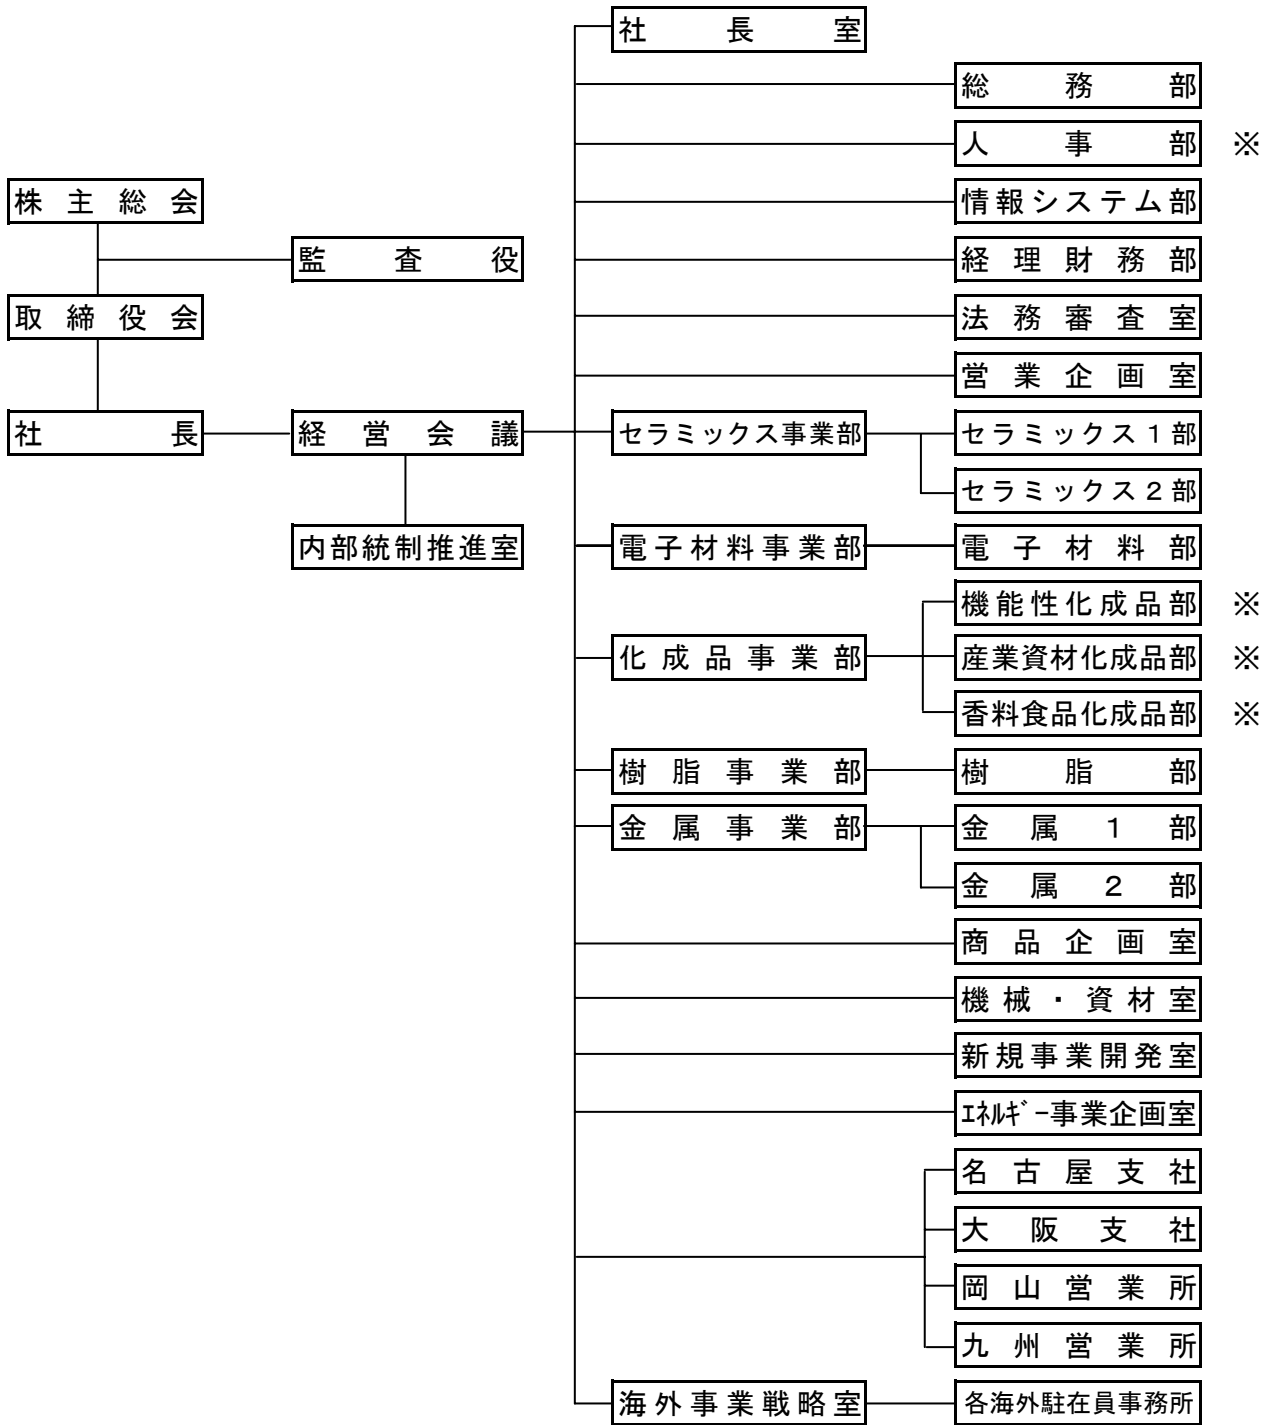 社長室
総務部
人事部 ※
株主総会
情報システム部
監査役
経理財務部
取締役会
法務審査室
営業企画室
社長
経営会議
セラミックス事業部
セラミックス1部
セラミックス2部
内部統制推進室
電子材料事業部
電子材料部
機能性化成品部 ※
化成品事業部
産業資材化成品部 ※
香料食品化成品部 ※
樹脂事業部
樹脂部
金属事業部
金属1部
金属2部
商品企画室
機械・資材室
新規事業開発室
エネルギー事業企画室
名古屋支社
大阪支社
岡山営業所
九州営業所
海外事業戦略室
各海外駐在員事務所